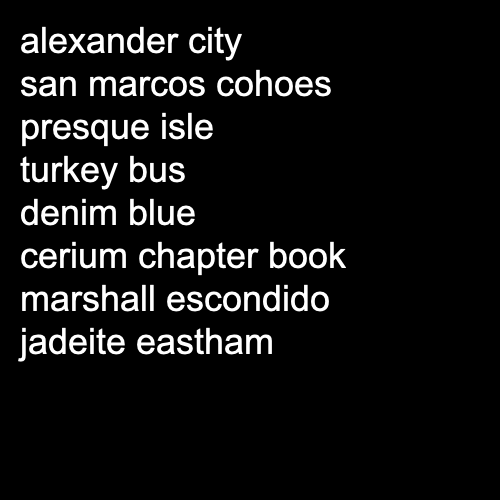 alexander city
san marcos cohoes
presque isle
turkey bus
denim blue
cerium chapter book
marshall escondido
jadeite eastham